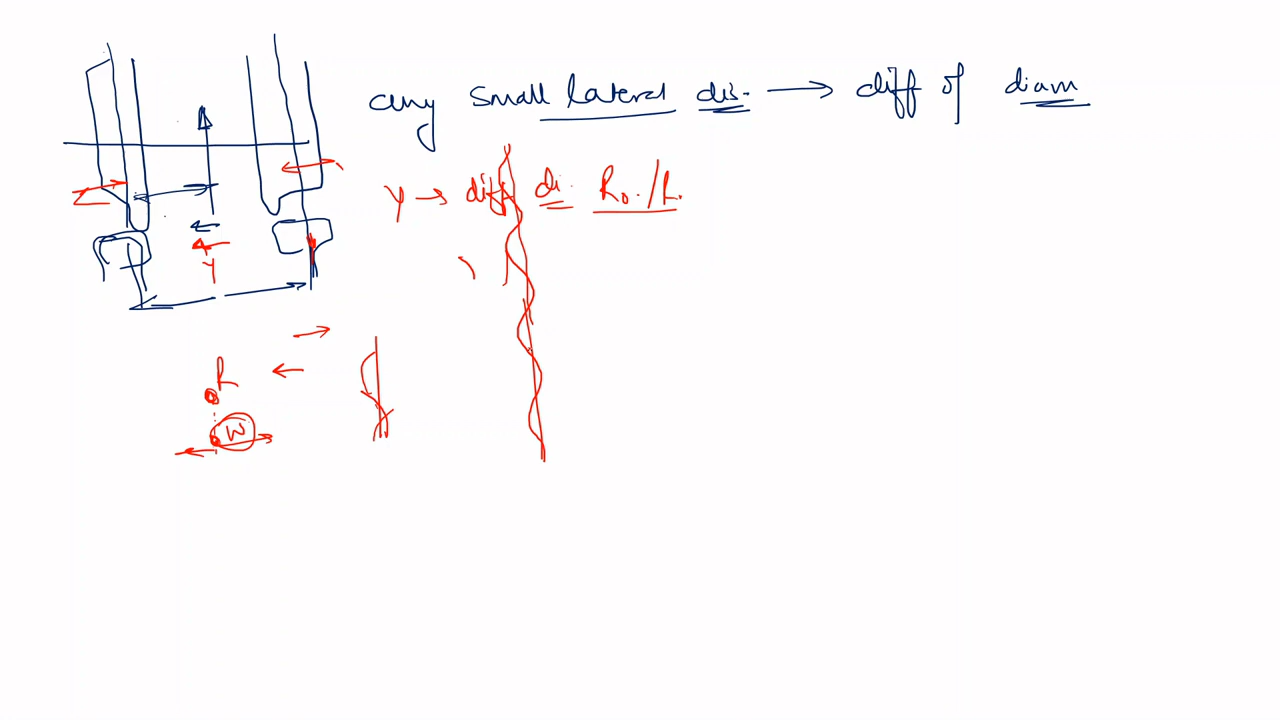 any small lateral dis. → diff of diam
y → diff di. R₀./R.
y
R
W